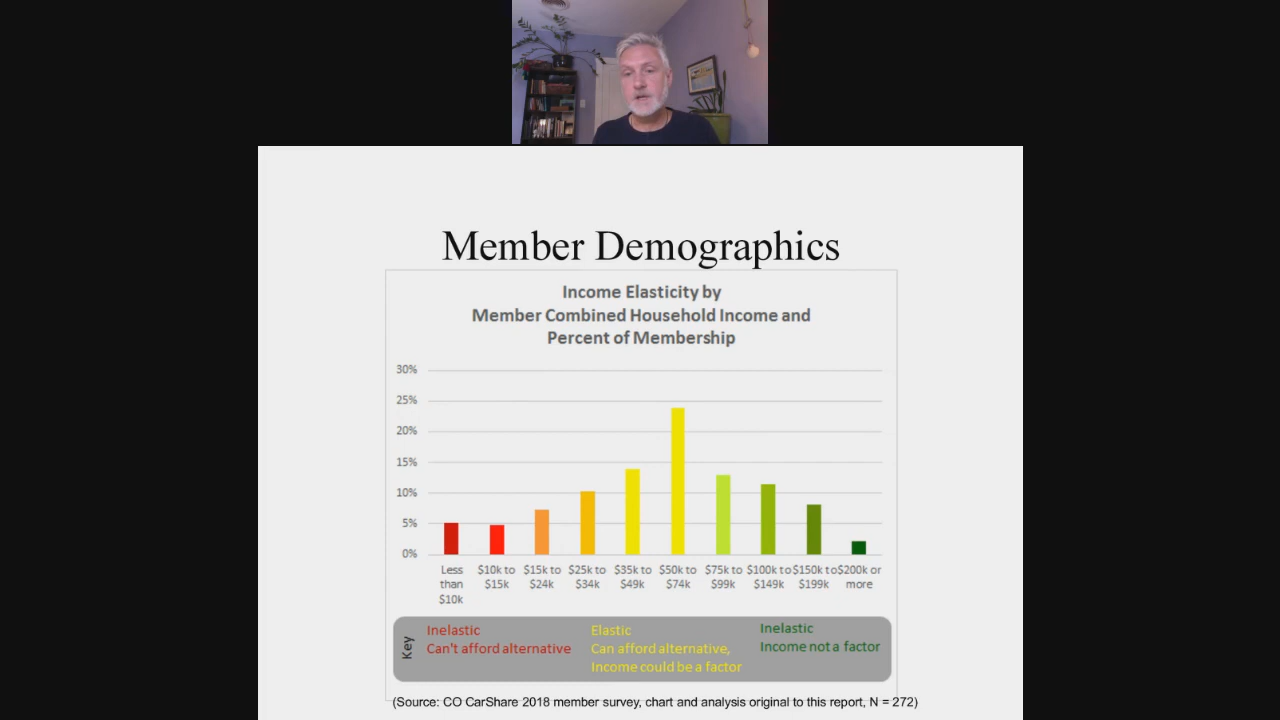 Member Demographics
Income Elasticity by
Member Combined Household Income and
Percent of Membership
30%
25%
20%
15%
10%
5%
0%
Less than $10k
$10k to $15k
$15k to $24k
$25k to $34k
$35k to $49k
$50k to $74k
$75k to $99k
$100k to $149k
$150k to $199k
$200k or more
Key
Inelastic
Can't afford alternative
Elastic
Can afford alternative,
Income could be a factor
Inelastic
Income not a factor
(Source: CO CarShare 2018 member survey, chart and analysis original to this report, N = 272)